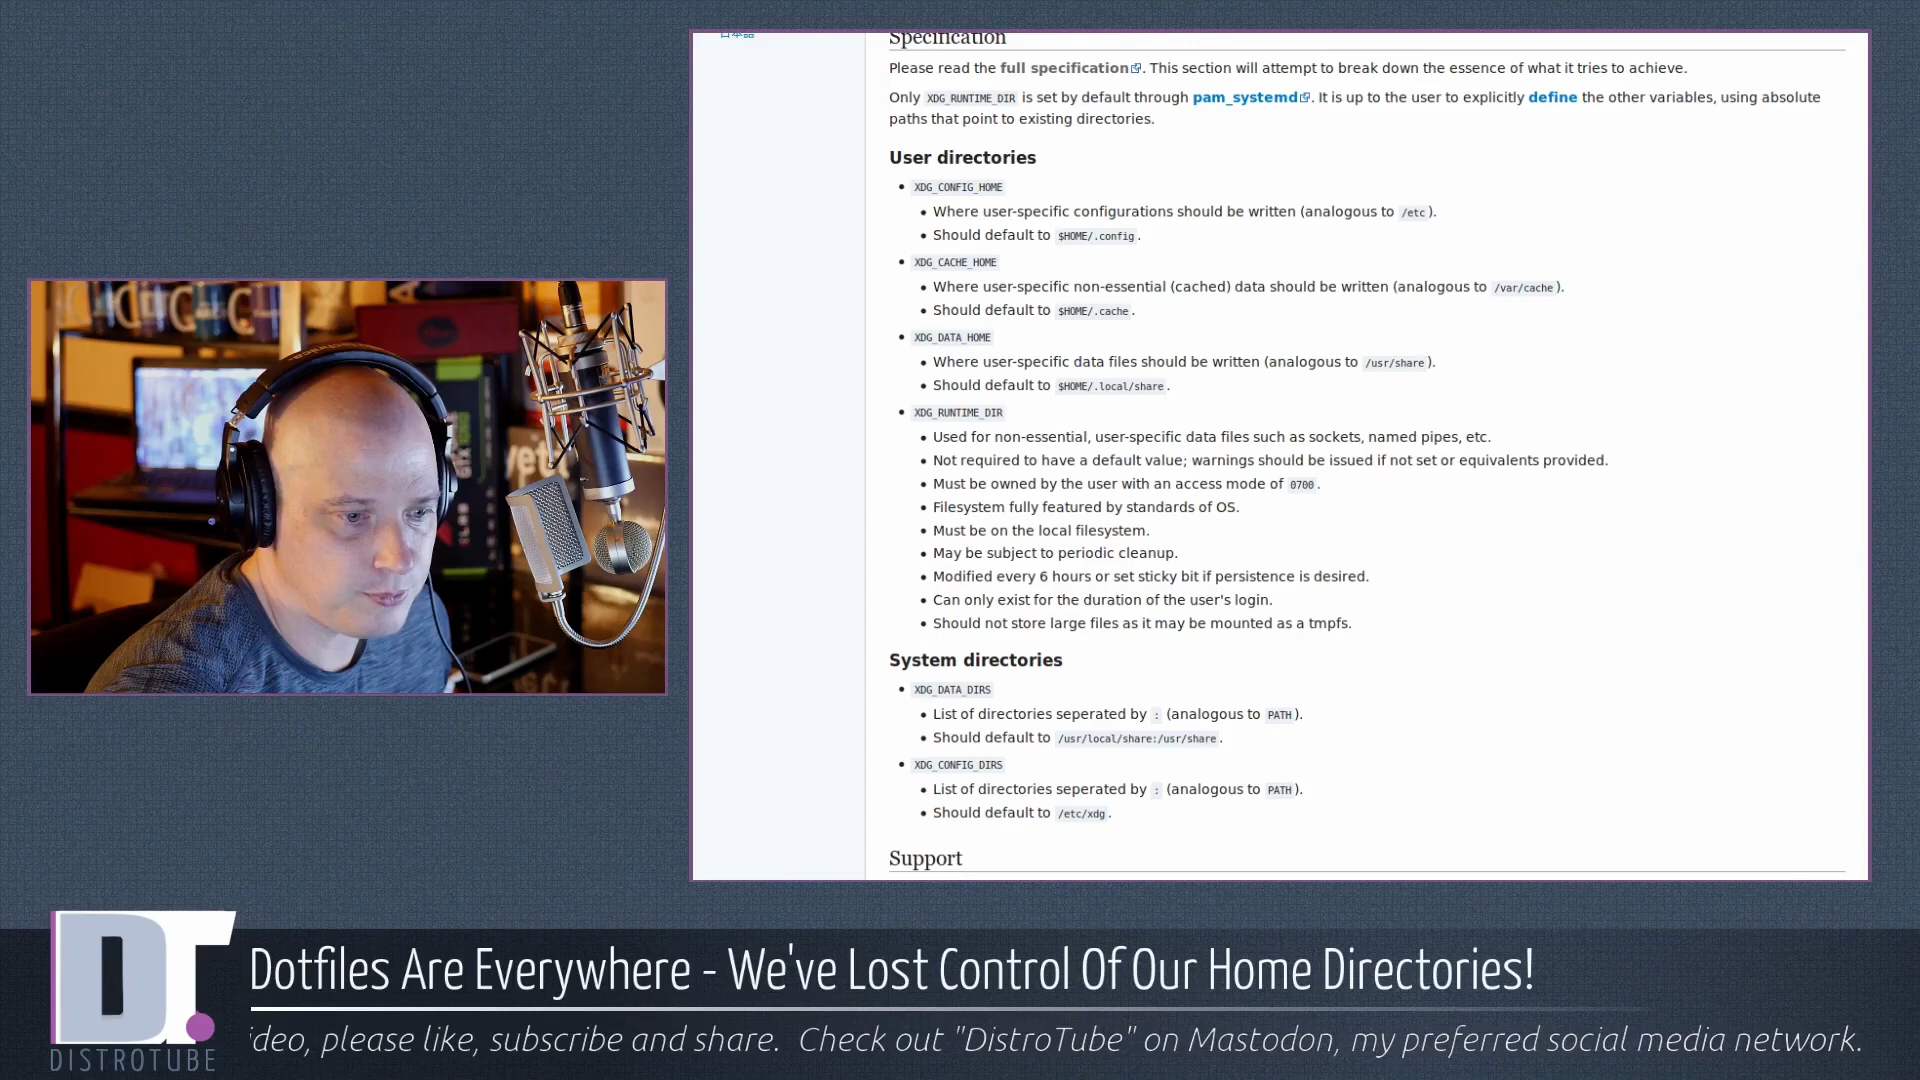 日本語
Specification
Please read the full specification. This section will attempt to break down the essence of what it tries to achieve.
Only XDG_RUNTIME_DIR is set by default through pam_systemd. It is up to the user to explicitly define the other variables, using absolute
paths that point to existing directories.
User directories
XDG_CONFIG_HOME
Where user-specific configurations should be written (analogous to /etc).
Should default to $HOME/.config.
XDG_CACHE_HOME
Where user-specific non-essential (cached) data should be written (analogous to /var/cache).
Should default to $HOME/.cache.
XDG_DATA_HOME
Where user-specific data files should be written (analogous to /usr/share).
Should default to $HOME/.local/share.
XDG_RUNTIME_DIR
Used for non-essential, user-specific data files such as sockets, named pipes, etc.
Not required to have a default value; warnings should be issued if not set or equivalents provided.
Must be owned by the user with an access mode of 0700.
Filesystem fully featured by standards of OS.
Must be on the local filesystem.
May be subject to periodic cleanup.
Modified every 6 hours or set sticky bit if persistence is desired.
Can only exist for the duration of the user's login.
Should not store large files as it may be mounted as a tmpfs.
System directories
XDG_DATA_DIRS
List of directories seperated by : (analogous to PATH).
Should default to /usr/local/share:/usr/share.
XDG_CONFIG_DIRS
List of directories seperated by : (analogous to PATH).
Should default to /etc/xdg.
Support
DT
DISTROTUBE
Dotfiles Are Everywhere - We've Lost Control Of Our Home Directories!
deo, please like, subscribe and share. Check out "DistroTube" on Mastodon, my preferred social media network.